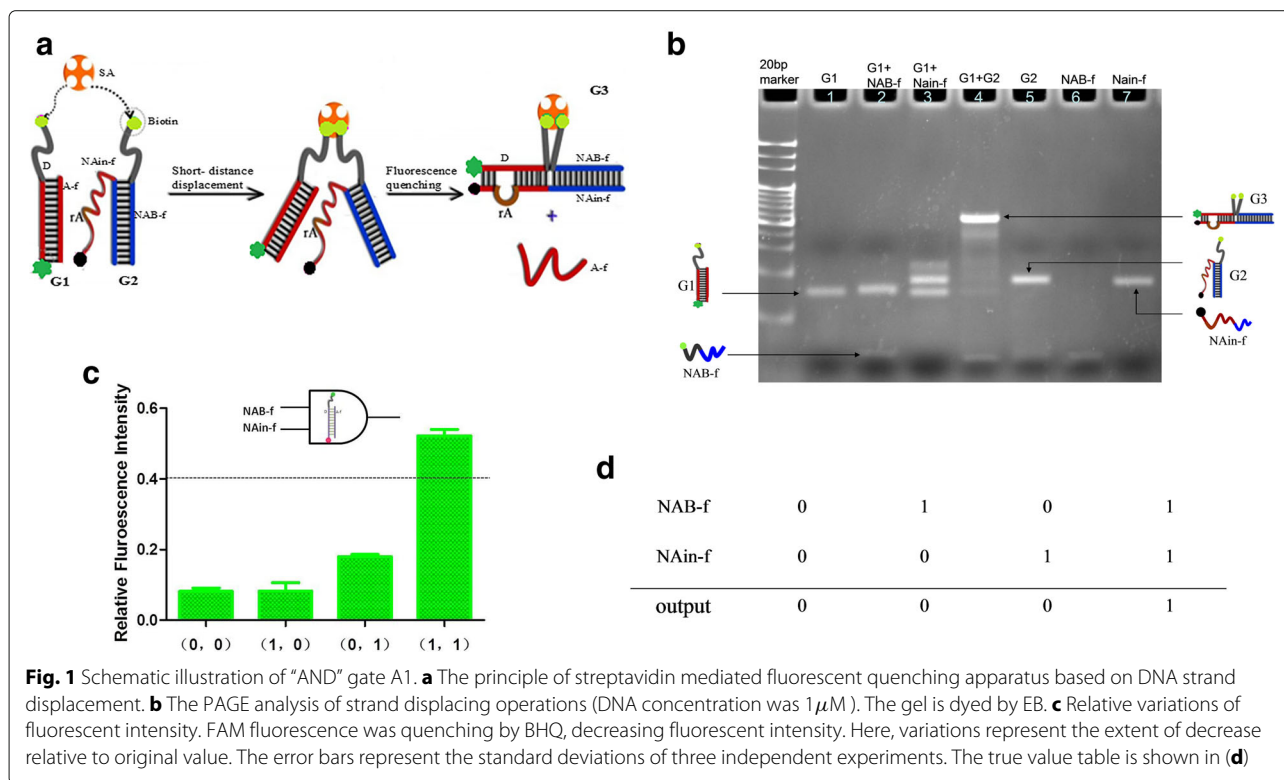 a
SA
Biotin
NAin-f
D
A-f
rA
NAB-f
G1
G2
Short- distance
displacement
rA
Fluorescence
quenching
G3
D
NAB-f
rA
NAin-f
+
A-f
b
20bp
marker
G1
G1+
NAB-f
G1+
Nain-f
G1+G2
G2
NAB-f
Nain-f
1 2 3 4 5 6 7
G1
NAB-f
G3
G2
NAin-f
c
Relative Fluroescence Intensity
0.6
0.4
0.2
0.0
NAB-f
NAin-f
(0, 0) (1, 0) (0, 1) (1, 1)
d
NAB-f 0 1 0 1
NAin-f 0 0 1 1
output 0 0 0 1
Fig. 1 Schematic illustration of “AND” gate A1. a The principle of streptavidin mediated fluorescent quenching apparatus based on DNA strand
displacement. b The PAGE analysis of strand displacing operations (DNA concentration was 1μM ). The gel is dyed by EB. c Relative variations of
fluorescent intensity. FAM fluorescence was quenching by BHQ, decreasing fluorescent intensity. Here, variations represent the extent of decrease
relative to original value. The error bars represent the standard deviations of three independent experiments. The true value table is shown in (d)